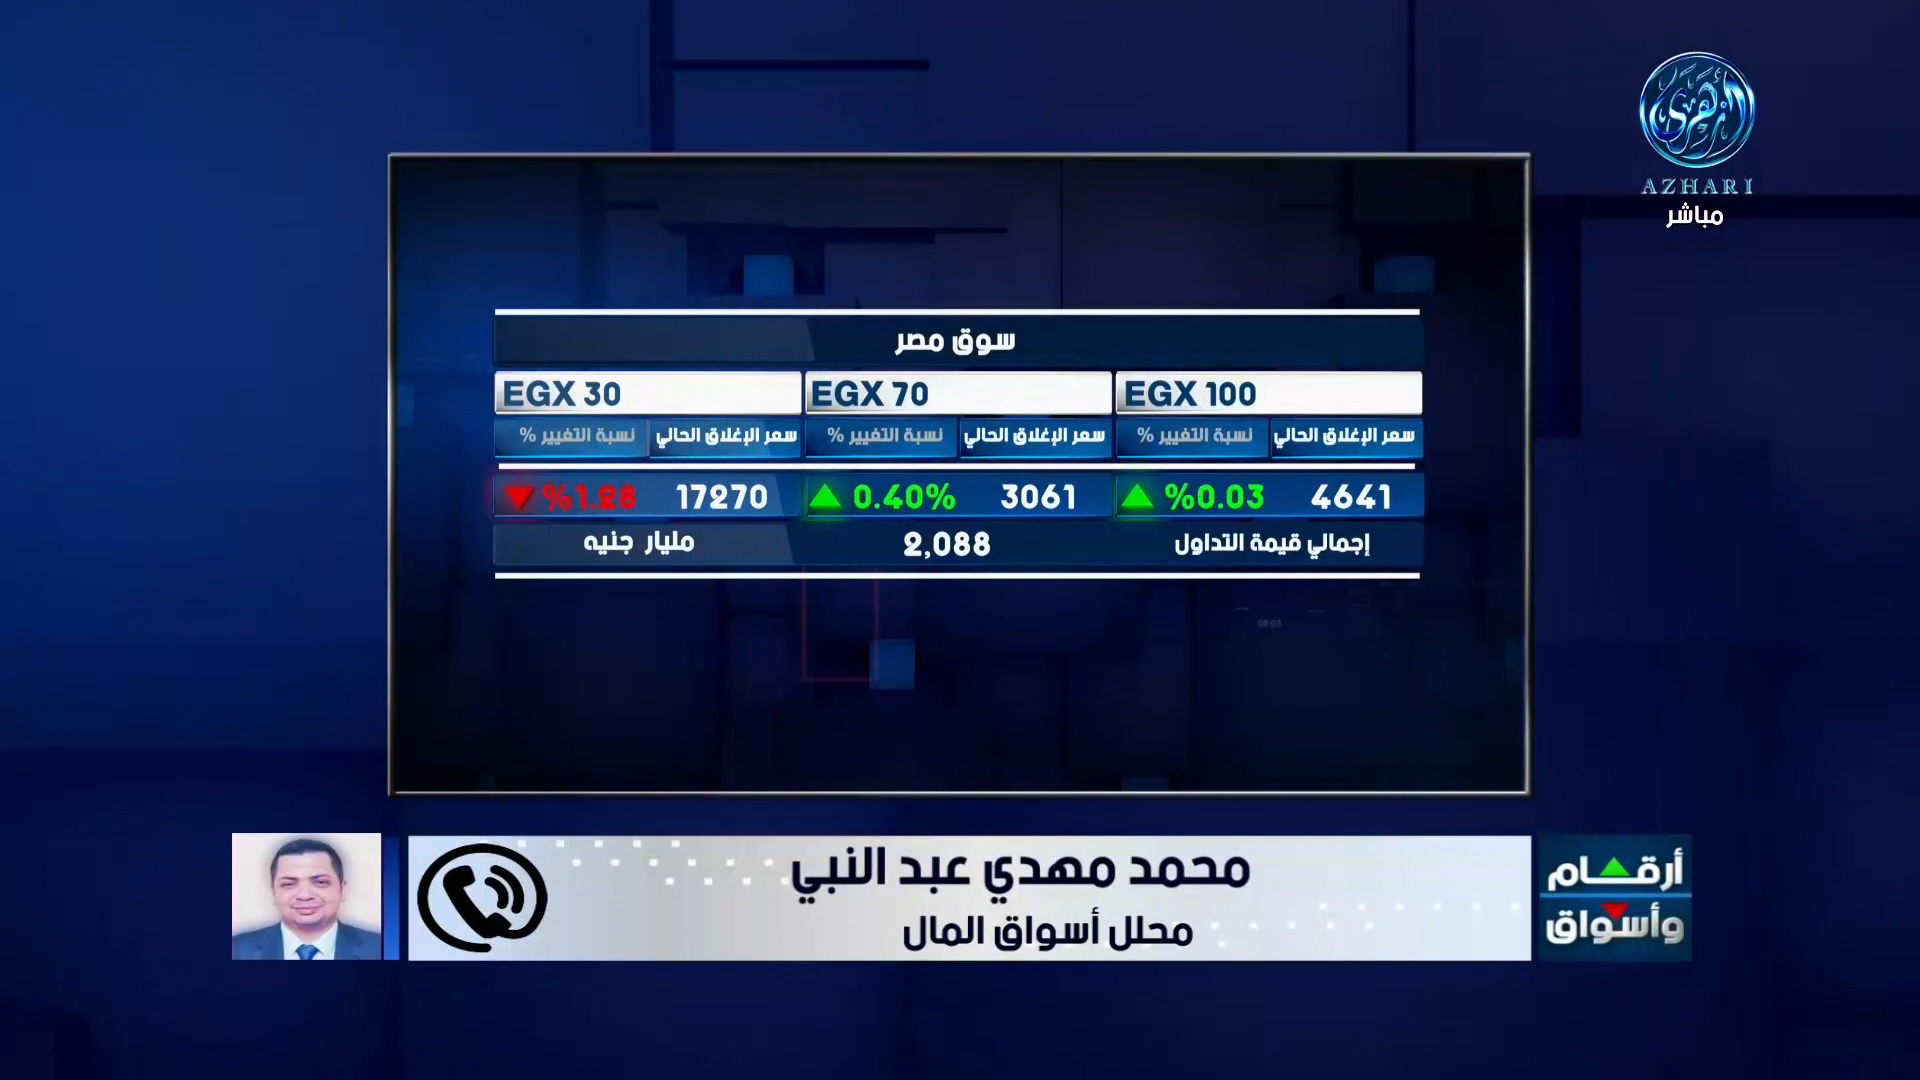 الأزهري
AZHARI
مباشر
سوق مصر
EGX 30 EGX 70 EGX 100
نسبة التغيير % سعر الإغلاق الحالي نسبة التغيير % سعر الإغلاق الحالي نسبة التغيير % سعر الإغلاق الحالي
%1.28 17270 0.40% 3061 %0.03 4641
إجمالي قيمة التداول 2,088 مليار جنيه
محمد مهدي عبد النبي
محلل أسواق المال
أرقام
وأسواق